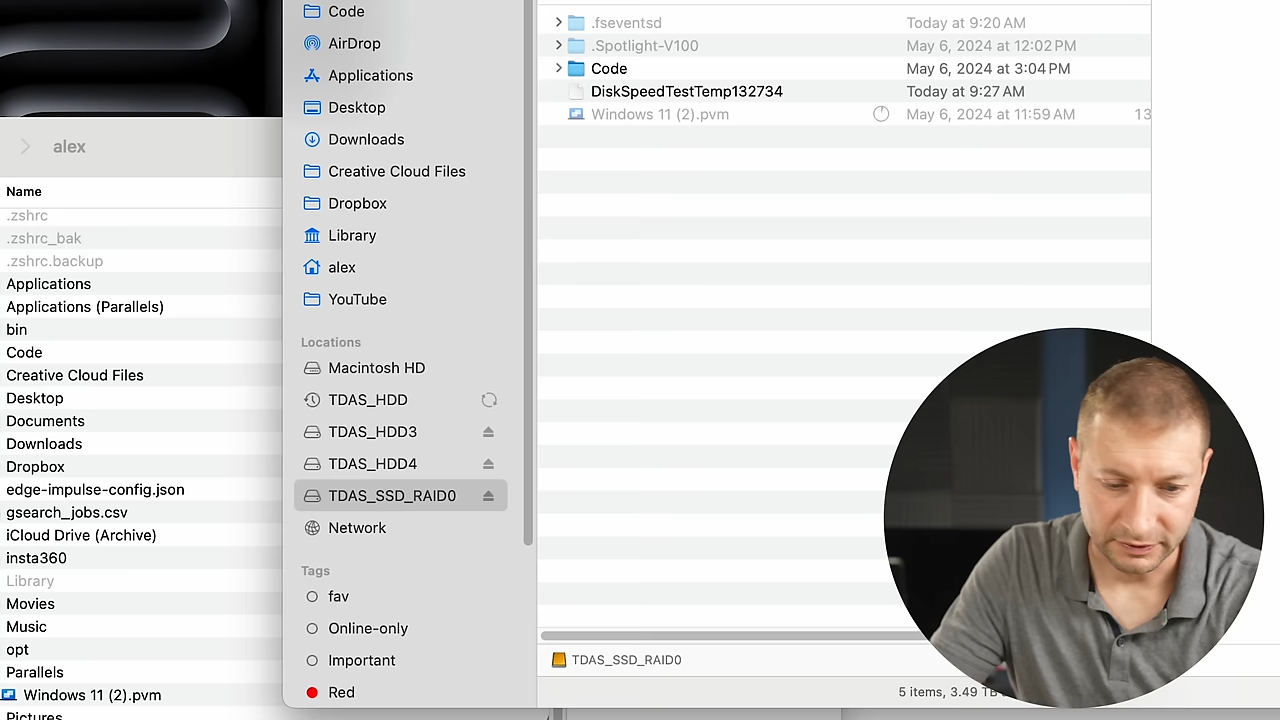 alex
Name
.zshrc
.zshrc_bak
.zshrc.backup
Applications
Applications (Parallels)
bin
Code
Creative Cloud Files
Desktop
Documents
Downloads
Dropbox
edge-impulse-config.json
gsearch_jobs.csv
iCloud Drive (Archive)
insta360
Library
Movies
Music
opt
Parallels
Windows 11 (2).pvm
Pictures
Code
AirDrop
Applications
Desktop
Downloads
Creative Cloud Files
Dropbox
Library
alex
YouTube
Locations
Macintosh HD
TDAS_HDD
TDAS_HDD3
TDAS_HDD4
TDAS_SSD_RAID0
Network
Tags
fav
Online-only
Important
Red
.fseventsd Today at 9:20 AM
.Spotlight-V100 May 6, 2024 at 12:02 PM
Code May 6, 2024 at 3:04 PM
DiskSpeedTestTemp132734 Today at 9:27 AM
Windows 11 (2).pvm May 6, 2024 at 11:59 AM 13
TDAS_SSD_RAID0
5 items, 3.49 TB